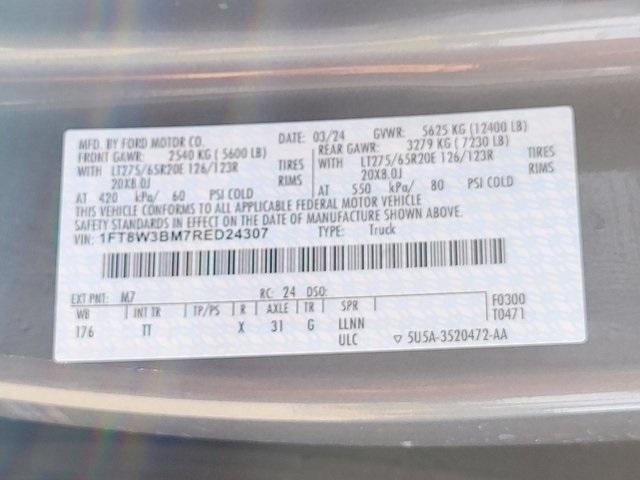 MFD. BY FORD MOTOR CO. DATE: 03/24 GVWR: 5625 KG (12400 LB)
FRONT GAWR: 2540 KG ( 5600 LB) REAR GAWR: 3279 KG ( 7230 LB)
WITH LT275/65R20E 126/123R TIRES WITH LT275/65R20E 126/123R TIRES
20X8.0J RIMS 20X8.0J RIMS
AT 420 kPa/ 60 PSI COLD AT 550 kPa/ 80 PSI COLD
THIS VEHICLE CONFORMS TO ALL APPLICABLE FEDERAL MOTOR VEHICLE
SAFETY STANDARDS IN EFFECT ON THE DATE OF MANUFACTURE SHOWN ABOVE.
VIN: 1FT8W3BM7RED24307 TYPE: Truck
EXT PNT: M7 RC: 24 DSO: F0300
WB INT TR TP/PS R AXLE TR SPR T0471
176 TT X 31 G LLNN
ULC ▽ 5U5A-3520472-AA